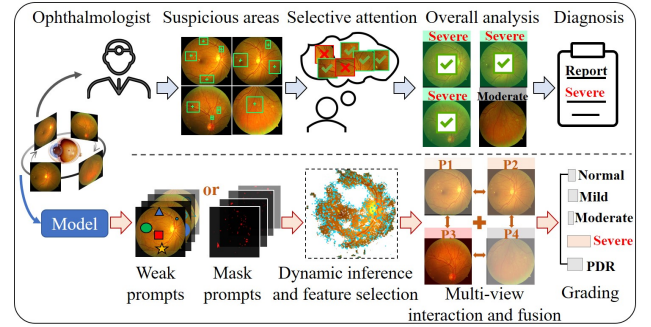 Ophthalmologist
Suspicious areas
Selective attention
Overall analysis
Diagnosis
Severe
Severe
Severe
Moderate
Report
Severe
Model
or
Weak
prompts
Mask
prompts
Dynamic inference
and feature selection
P1
P2
P3
P4
Multi-view
interaction and fusion
Normal
Mild
Moderate
Severe
PDR
Grading